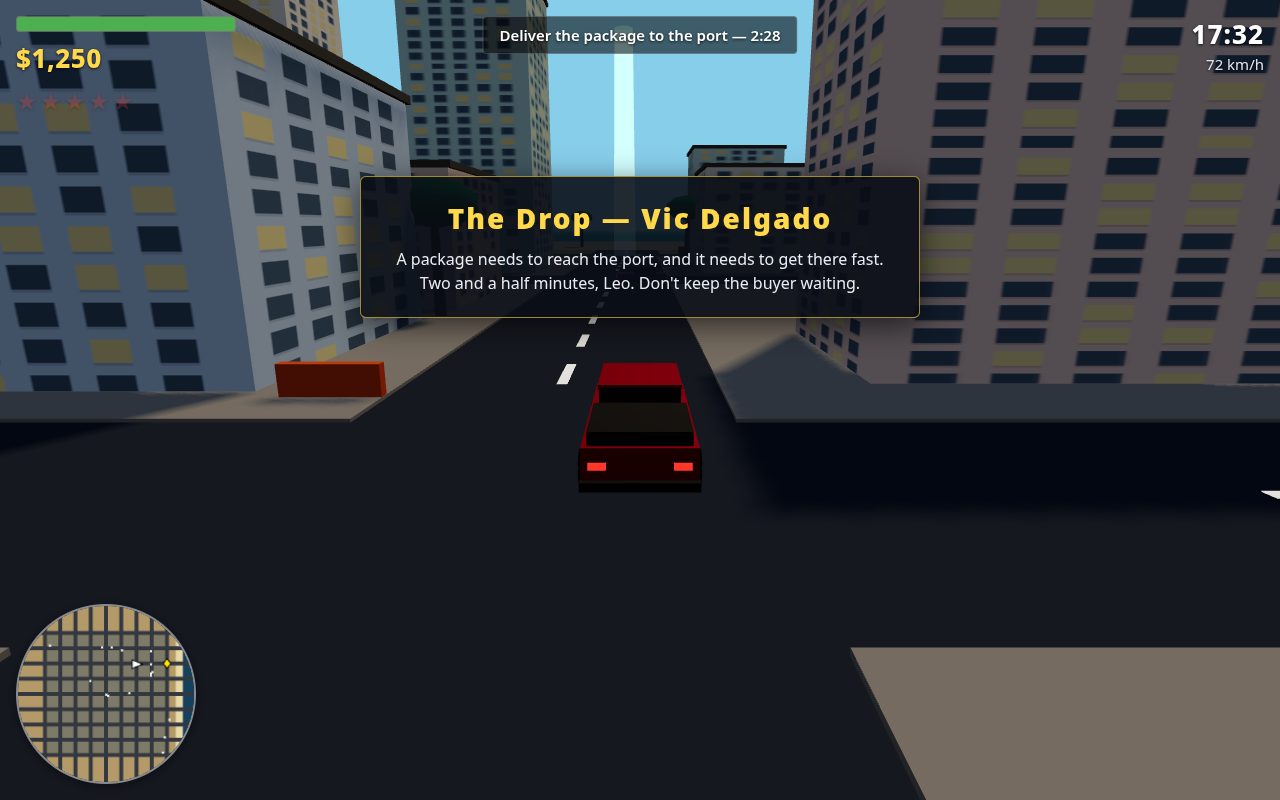 $1,250
Deliver the package to the port — 2:28
17:32
72 km/h
★★★★★
The Drop — Vic Delgado
A package needs to reach the port, and it needs to get there fast.
Two and a half minutes, Leo. Don't keep the buyer waiting.